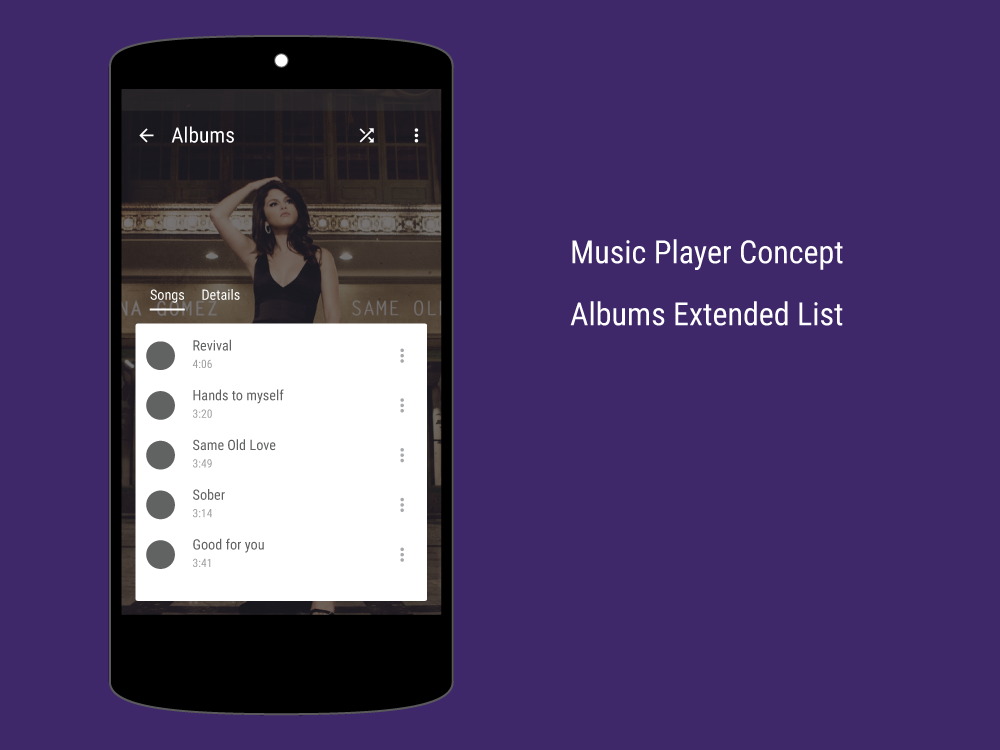 Albums
Songs Details
NA GOMEZ SAME OL
Revival
4:06
Hands to myself
3:20
Same Old Love
3:49
Sober
3:14
Good for you
3:41
Music Player Concept
Albums Extended List